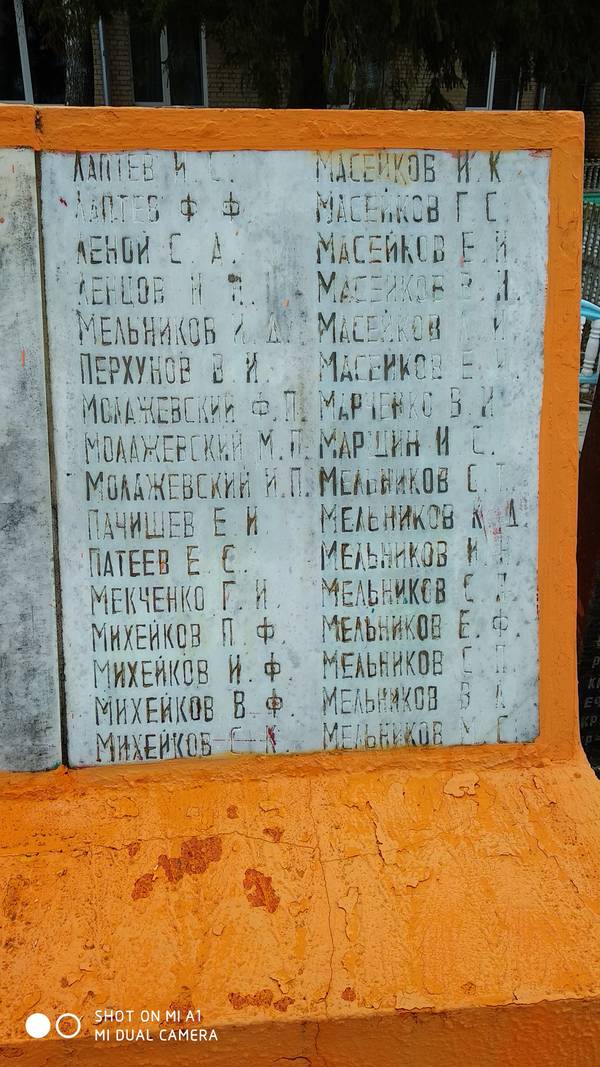 ЛАПТЕВ И. С.
ЛАПТЕВ Ф. Ф.
ЛЕНОЙ С. А.
ЛЕНЦОВ Н.
МЕЛЬНИКОВ И. Д.
ПЕРХУНОВ В. И.
МОЛАЖЕВСКИЙ Ф. П.
МОЛАЖЕВСКИЙ М. П.
МОЛАЖЕВСКИЙ И. П.
ПАЧИШЕВ Е. И.
ПАТЕЕВ Е. С.
МЕКЧЕНКО Г. И.
МИХЕЙКОВ П. Ф.
МИХЕЙКОВ И. Ф.
МИХЕЙКОВ В. Ф.
МИХЕЙКОВ С. К.
МАСЕЙКОВ И. К.
МАСЕЙКОВ Г. С.
МАСЕЙКОВ Е. И.
МАСЕЙКОВ В. И.
МАСЕЙКОВ И.
МАСЕЙКОВ Е.
МАРЧЕНКО В. И.
МАРШИН И. С.
МЕЛЬНИКОВ С. Т.
МЕЛЬНИКОВ К. Д.
МЕЛЬНИКОВ И. Н.
МЕЛЬНИКОВ С.
МЕЛЬНИКОВ Е. Ф.
МЕЛЬНИКОВ С. П.
МЕЛЬНИКОВ В.
МЕЛЬНИКОВ С.
SHOT ON MI A1
MI DUAL CAMERA